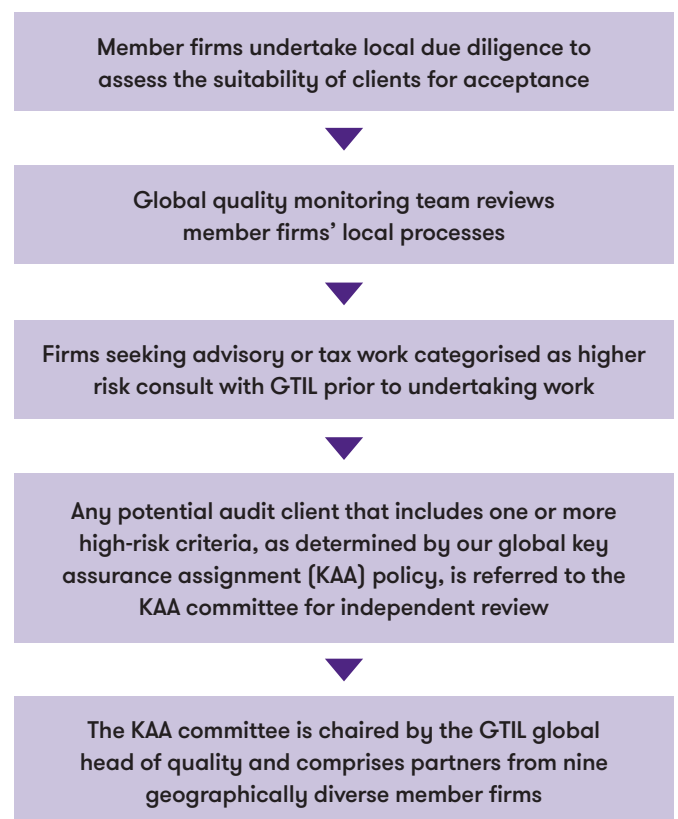 Member firms undertake local due diligence to
assess the suitability of clients for acceptance
Global quality monitoring team reviews
member firms’ local processes
Firms seeking advisory or tax work categorised as higher
risk consult with GTIL prior to undertaking work
Any potential audit client that includes one or more
high-risk criteria, as determined by our global key
assurance assignment (KAA) policy, is referred to the
KAA committee for independent review
The KAA committee is chaired by the GTIL global
head of quality and comprises partners from nine
geographically diverse member firms